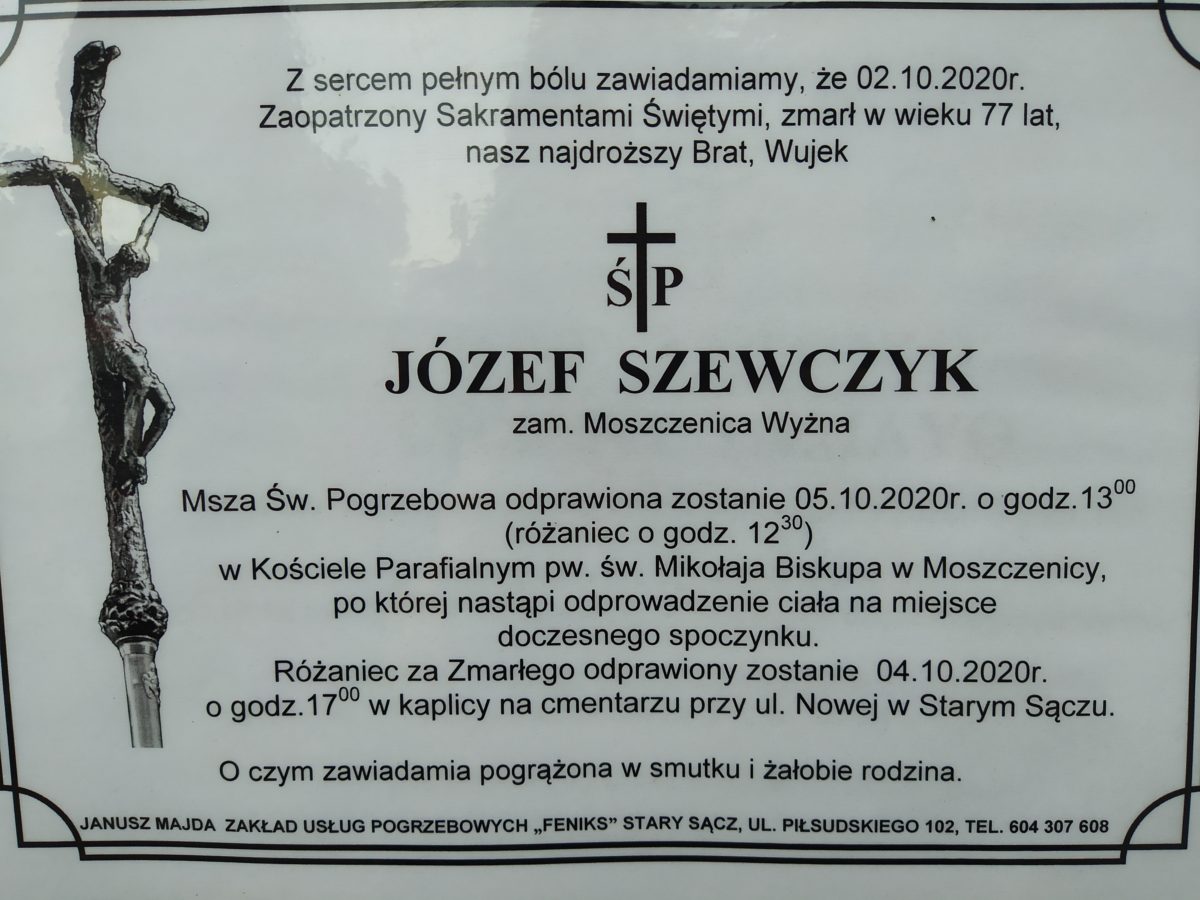 Z sercem pełnym bólu zawiadamiamy, że 02.10.2020r.
Zaopatrzony Sakramentami Świętymi, zmarł w wieku 77 lat,
nasz najdroższy Brat, Wujek
Ś P
JÓZEF SZEWCZYK
zam. Moszczenica Wyżna
Msza Św. Pogrzebowa odprawiona zostanie 05.10.2020r. o godz.13⁰⁰
(różaniec o godz. 12³⁰)
w Kościele Parafialnym pw. św. Mikołaja Biskupa w Moszczenicy,
po której nastąpi odprowadzenie ciała na miejsce
doczesnego spoczynku.
Różaniec za Zmarłego odprawiony zostanie 04.10.2020r.
o godz.17⁰⁰ w kaplicy na cmentarzu przy ul. Nowej w Starym Sączu.
O czym zawiadamia pogrążona w smutku i żałobie rodzina.
JANUSZ MAJDA ZAKŁAD USŁUG POGRZEBOWYCH „FENIKS” STARY SĄCZ, UL. PIŁSUDSKIEGO 102, TEL. 604 307 608